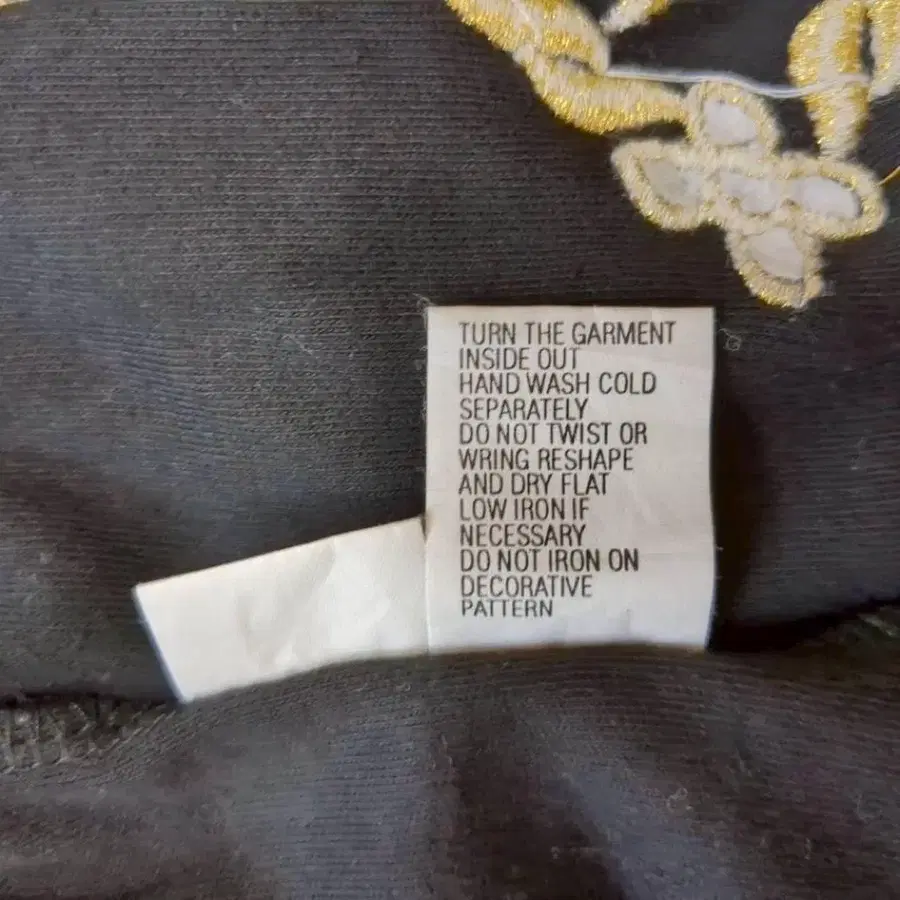 TURN THE GARMENT
INSIDE OUT
HAND WASH COLD
SEPARATELY
DO NOT TWIST OR
WRING RESHAPE
AND DRY FLAT
LOW IRON IF
NECESSARY
DO NOT IRON ON
DECORATIVE
PATTERN